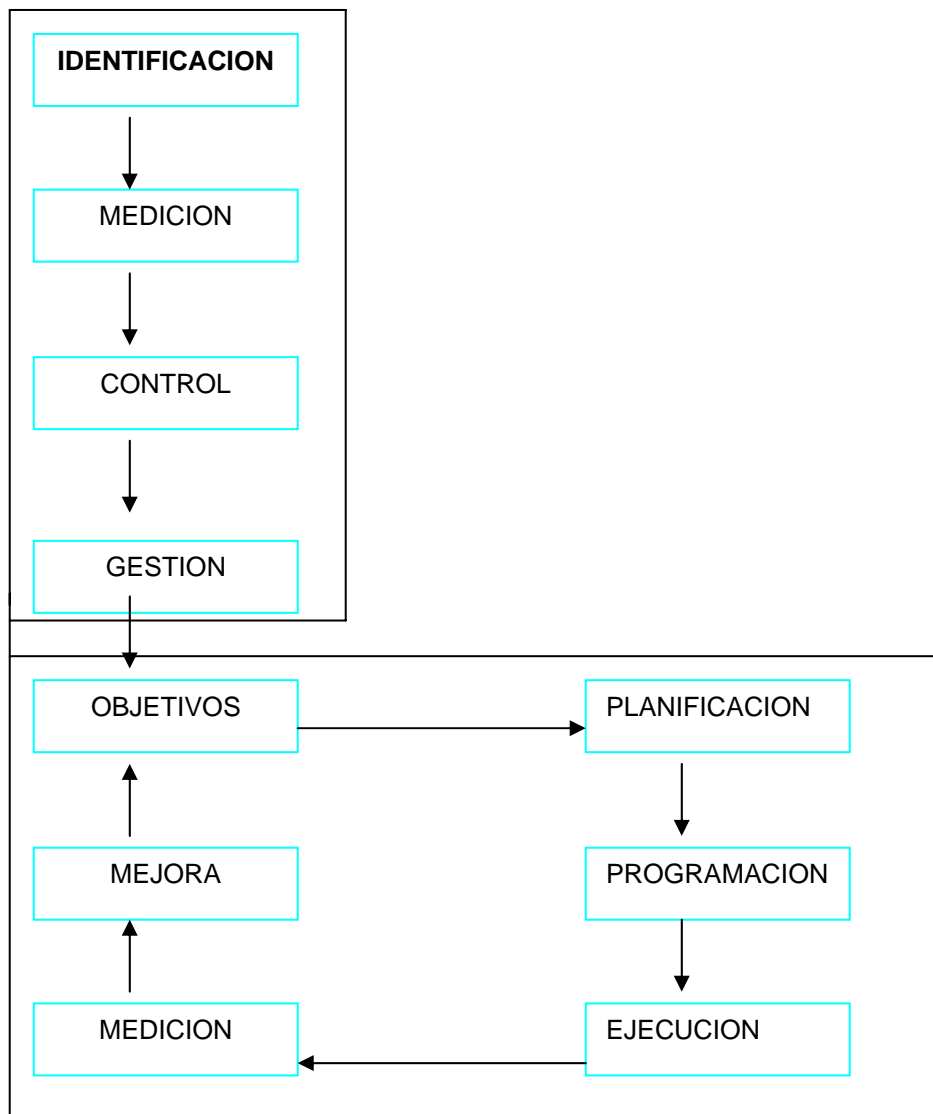 IDENTIFICACION
MEDICION
CONTROL
GESTION
OBJETIVOS
PLANIFICACION
MEJORA
PROGRAMACION
MEDICION
EJECUCION